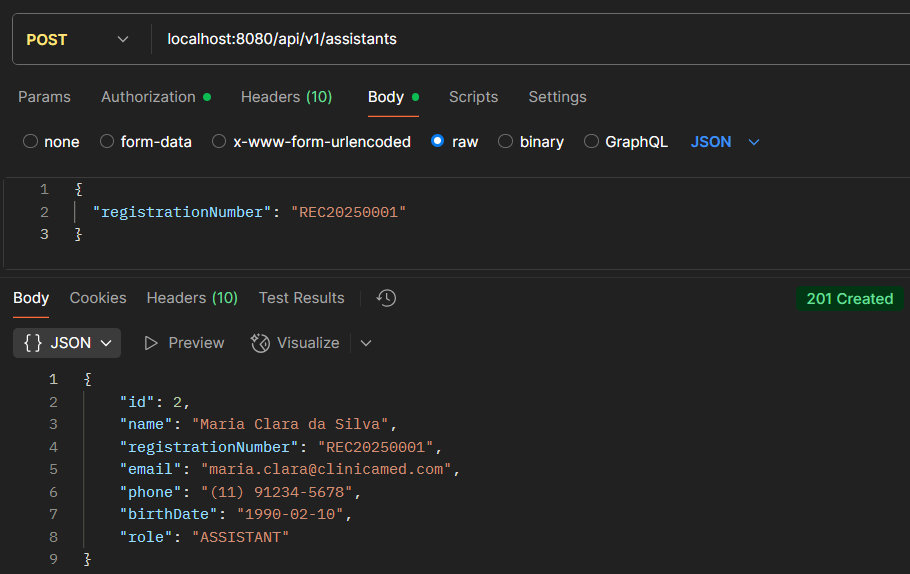 POST localhost:8080/api/v1/assistants
Params Authorization Headers (10) Body Scripts Settings
none form-data x-www-form-urlencoded raw binary GraphQL JSON
1 {
2 "registrationNumber": "REC20250001"
3 }
Body Cookies Headers (10) Test Results 201 Created
{} JSON Preview Visualize
1 {
2 "id": 2,
3 "name": "Maria Clara da Silva",
4 "registrationNumber": "REC20250001",
5 "email": "maria.clara@clinicamed.com",
6 "phone": "(11) 91234-5678",
7 "birthDate": "1990-02-10",
8 "role": "ASSISTANT"
9 }